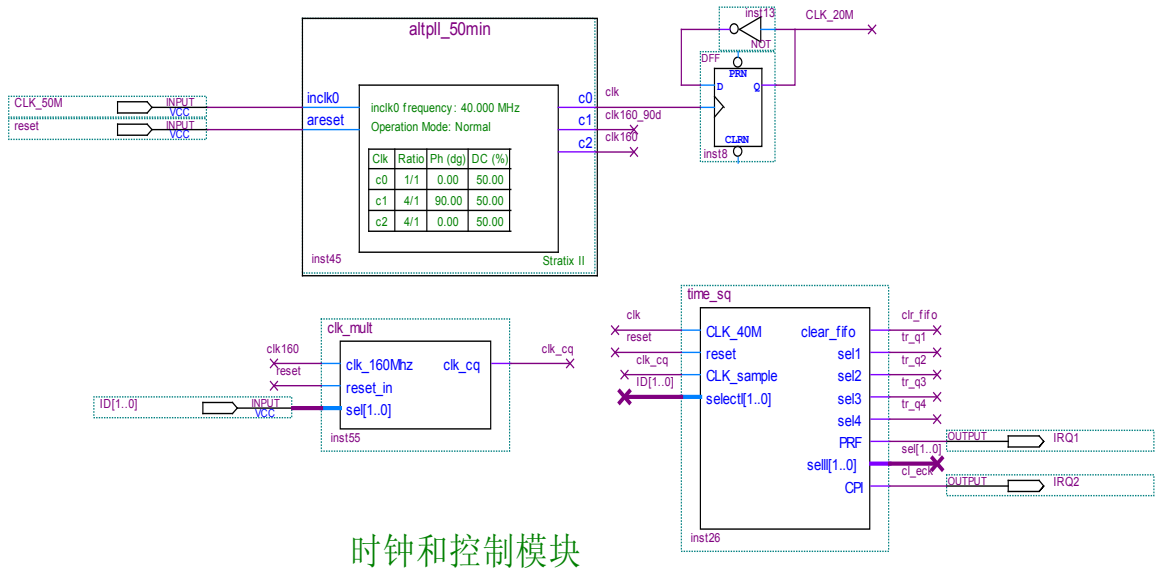 altpll_50min
CLK_50M
INPUT
VCC
reset
INPUT
VCC
inclk0
areset
inclk0 frequency: 40.000 MHz
Operation Mode: Normal
Clk Ratio Ph (dg) DC (%)
c0 1/1 0.00 50.00
c1 4/1 90.00 50.00
c2 4/1 0.00 50.00
c0
c1
c2
inst45
Stratix II
clk
clk160_90d
clk160
inst13
NOT
CLK_20M
DFF
PRN
D Q
CLRN
inst8
clk_mult
clk160
reset
ID[1..0]
INPUT
VCC
clk_160Mhz
reset_in
sel[1..0]
clk_cq
clk_cq
inst55
time_sq
clk
reset
clk_cq
ID[1..0]
CLK_40M
reset
CLK_sample
selectI[1..0]
clear_fifo
sel1
sel2
sel3
sel4
PRF
selII[1..0]
CPI
clr_fifo
tr_q1
tr_q2
tr_q3
tr_q4
sel[1..0]
cl_eck
OUTPUT
IRQ1
OUTPUT
IRQ2
inst26
时钟和控制模块